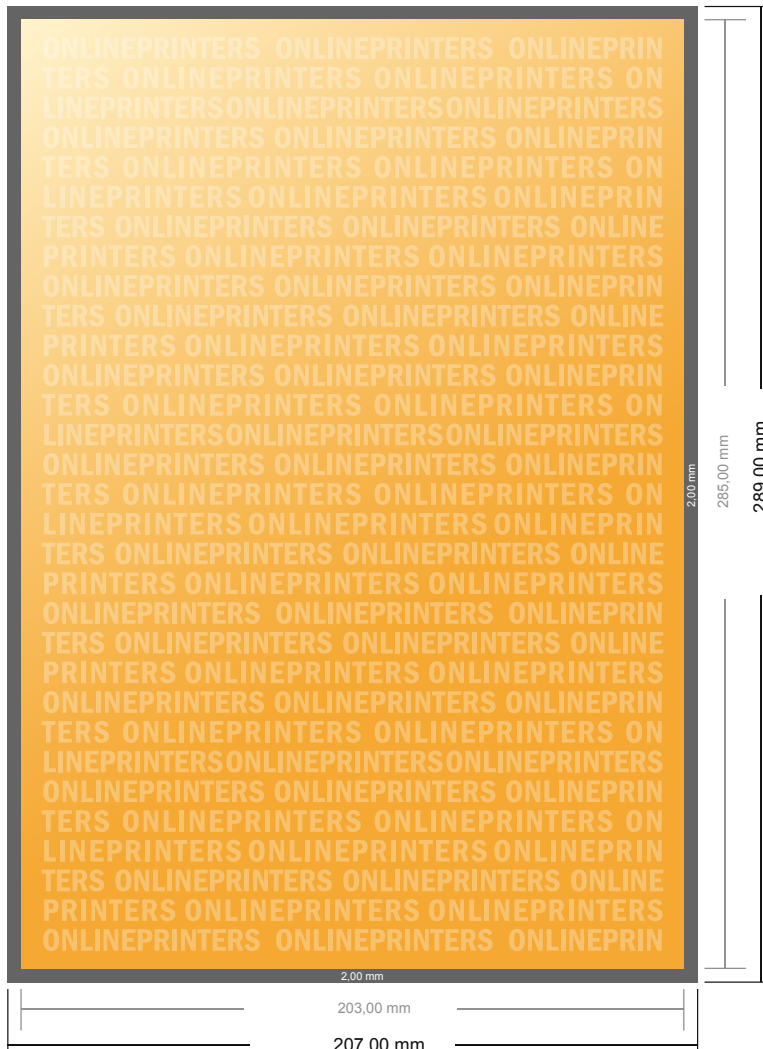 ONLINEPRINTERS ONLINEPRINTERS ONLINEPRIN
TERS ONLINEPRINTERS ONLINEPRINTERS ON
LINEPRINTERSONLINEPRINTERSONLINEPRINTERS
ONLINEPRINTERS ONLINEPRINTERS ONLINEPRIN
TERS ONLINEPRINTERS ONLINEPRINTERS ON
LINEPRINTERS ONLINEPRINTERS ONLINEPRIN
TERS ONLINEPRINTERS ONLINEPRINTERS ONLINE
PRINTERS ONLINEPRINTERS ONLINEPRINTERS
ONLINEPRINTERS ONLINEPRINTERS ONLINEPRIN
TERS ONLINEPRINTERS ONLINEPRINTERS ONLINE
PRINTERS ONLINEPRINTERS ONLINEPRINTERS
ONLINEPRINTERS ONLINEPRINTERS ONLINEPRIN
TERS ONLINEPRINTERS ONLINEPRINTERS ON
LINEPRINTERSONLINEPRINTERSONLINEPRINTERS
ONLINEPRINTERS ONLINEPRINTERS ONLINEPRIN
TERS ONLINEPRINTERS ONLINEPRINTERS ON
LINEPRINTERS ONLINEPRINTERS ONLINEPRIN
TERS ONLINEPRINTERS ONLINEPRINTERS ONLINE
PRINTERS ONLINEPRINTERS ONLINEPRINTERS
ONLINEPRINTERS ONLINEPRINTERS ONLINEPRIN
TERS ONLINEPRINTERS ONLINEPRINTERS ONLINE
PRINTERS ONLINEPRINTERS ONLINEPRINTERS
ONLINEPRINTERS ONLINEPRINTERS ONLINEPRIN
TERS ONLINEPRINTERS ONLINEPRINTERS ON
LINEPRINTERSONLINEPRINTERSONLINEPRINTERS
ONLINEPRINTERS ONLINEPRINTERS ONLINEPRIN
TERS ONLINEPRINTERS ONLINEPRINTERS ON
LINEPRINTERS ONLINEPRINTERS ONLINEPRIN
TERS ONLINEPRINTERS ONLINEPRINTERS ONLINE
PRINTERS ONLINEPRINTERS ONLINEPRINTERS
ONLINEPRINTERS ONLINEPRINTERS ONLINEPRIN
2,00 mm
285,00 mm
289,00 mm
2,00 mm
203,00 mm
207,00 mm